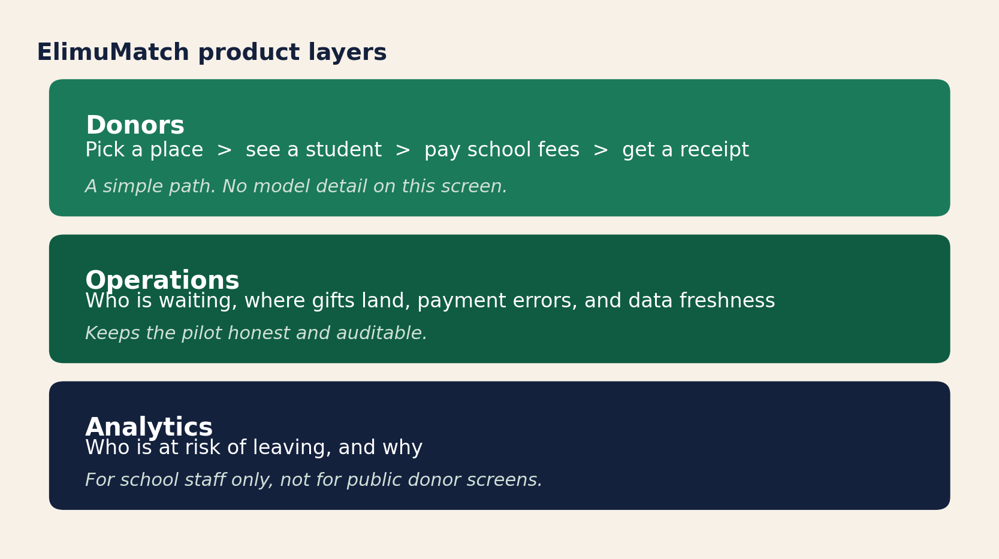 ElimuMatch product layers
Donors
Pick a place > see a student > pay school fees > get a receipt
A simple path. No model detail on this screen.
Operations
Who is waiting, where gifts land, payment errors, and data freshness
Keeps the pilot honest and auditable.
Analytics
Who is at risk of leaving, and why
For school staff only, not for public donor screens.